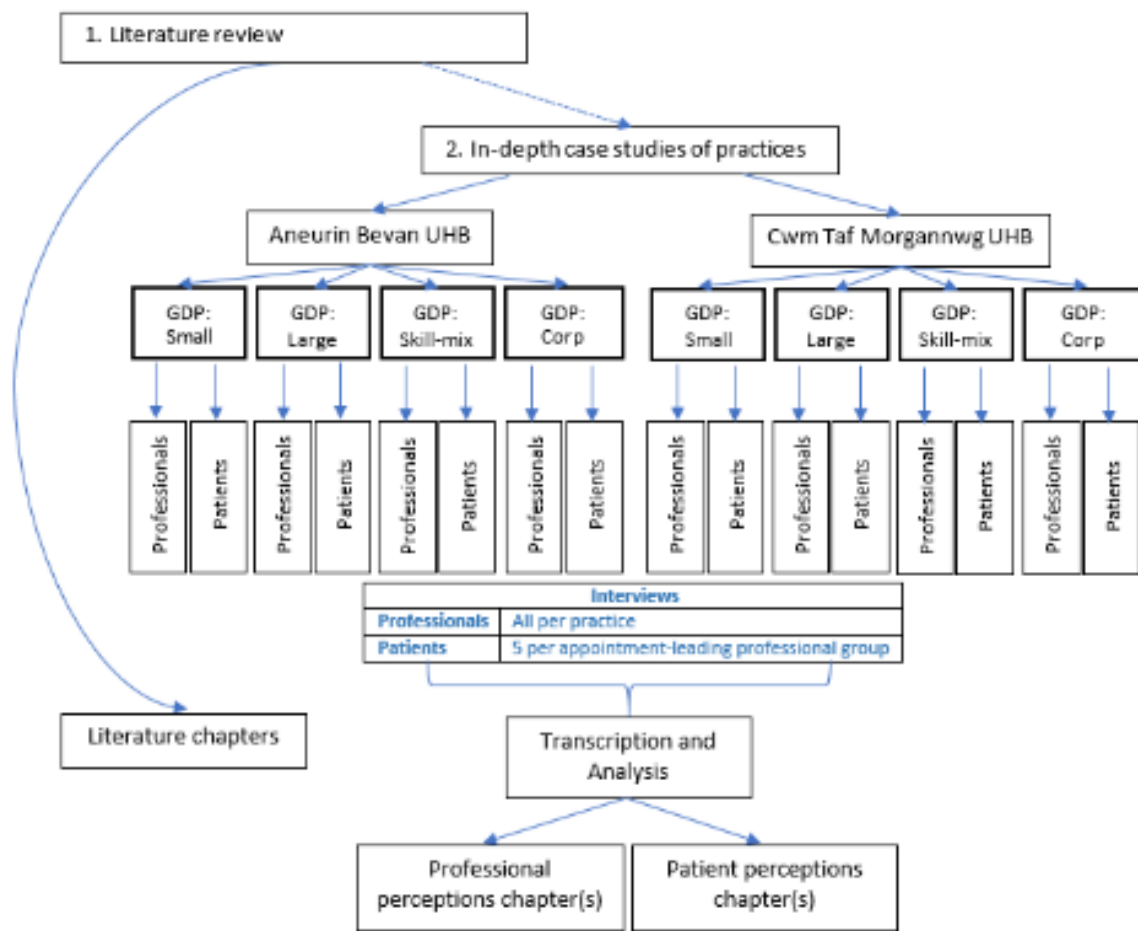 1. Literature review
2. In-depth case studies of practices
Aneurin Bevan UHB
Cwm Taf Morgannwg UHB
GDP:
Small
GDP:
Large
GDP:
Skill-mix
GDP:
Corp
GDP:
Small
GDP:
Large
GDP:
Skill-mix
GDP:
Corp
Professionals
Patients
Professionals
Patients
Professionals
Patients
Professionals
Patients
Professionals
Patients
Professionals
Patients
Professionals
Patients
Professionals
Patients
Interviews
Professionals All per practice
Patients 5 per appointment-leading professional group
Literature chapters
Transcription and
Analysis
Professional
perceptions chapter(s)
Patient perceptions
chapter(s)